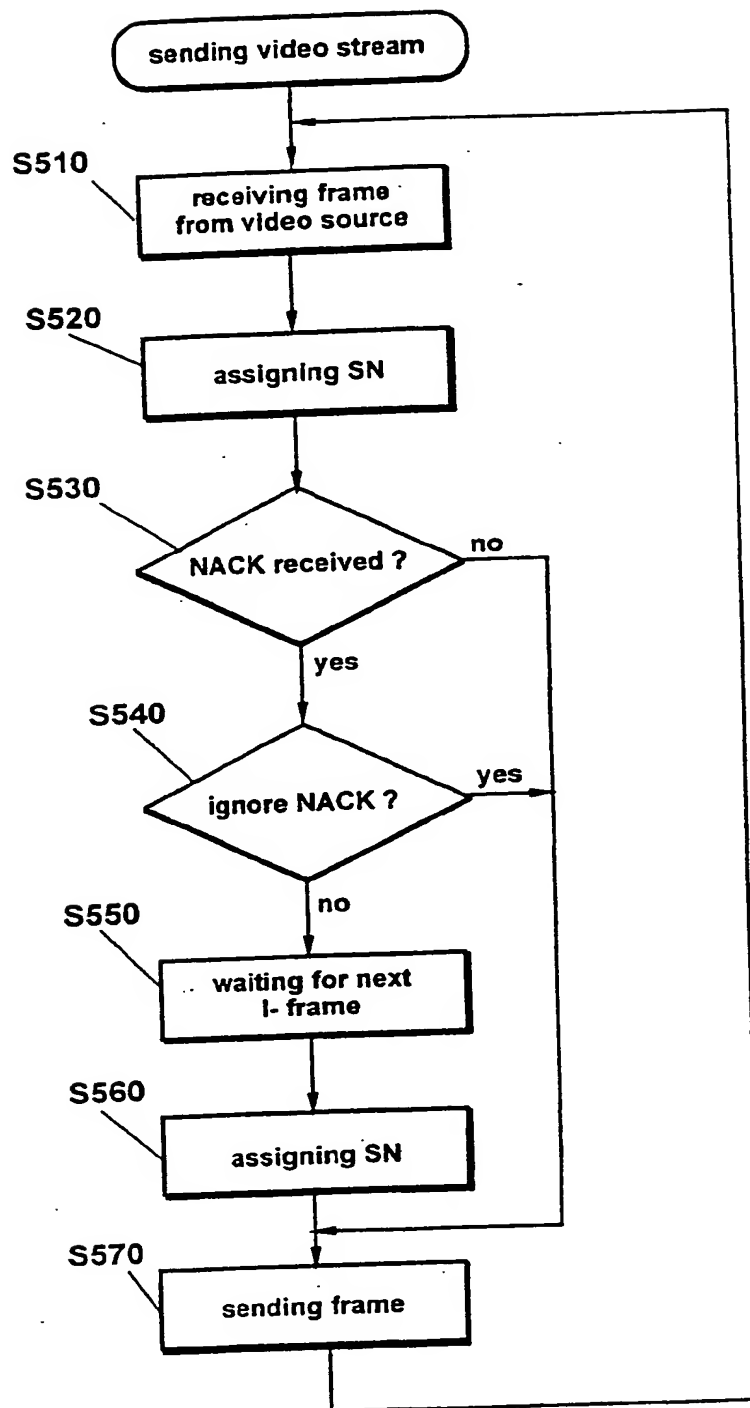 sending video stream
S510
receiving frame
from video source
S520
assigning SN
S530
NACK received ?
no
yes
S540
ignore NACK ?
yes
no
S550
waiting for next
I- frame
S560
assigning SN
S570
sending frame